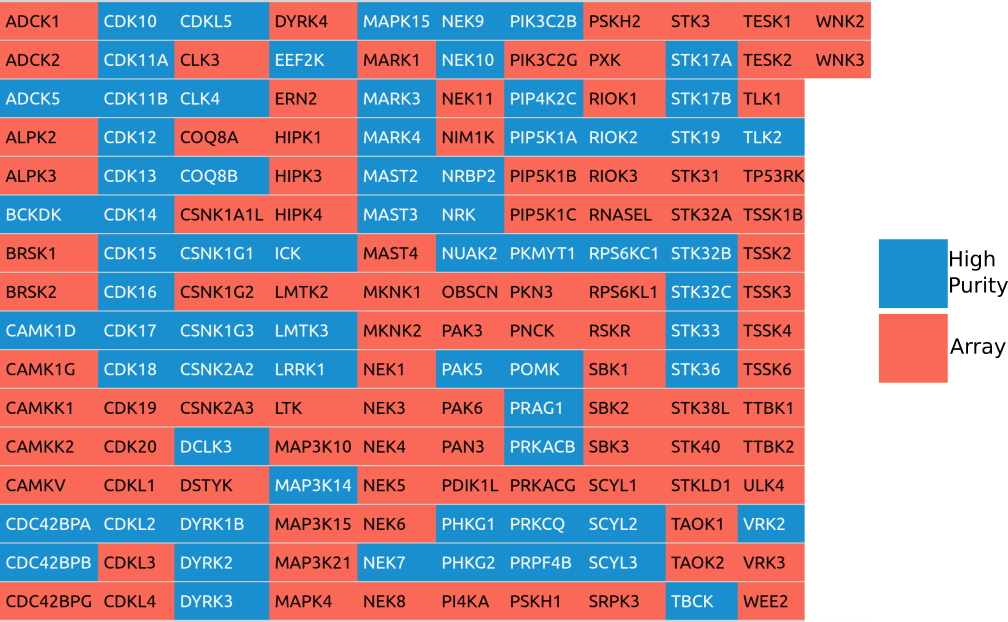 ADCK1 CDK10 CDKL5 DYRK4 MAPK15 NEK9 PIK3C2B PSKH2 STK3 TESK1 WNK2
ADCK2 CDK11A CLK3 EEF2K MARK1 NEK10 PIK3C2G PXK STK17A TESK2 WNK3
ADCK5 CDK11B CLK4 ERN2 MARK3 NEK11 PIP4K2C RIOK1 STK17B TLK1
ALPK2 CDK12 COQ8A HIPK1 MARK4 NIM1K PIP5K1A RIOK2 STK19 TLK2
ALPK3 CDK13 COQ8B HIPK3 MAST2 NRBP2 PIP5K1B RIOK3 STK31 TP53RK
BCKDK CDK14 CSNK1A1L HIPK4 MAST3 NRK PIP5K1C RNASEL STK32A TSSK1B
BRSK1 CDK15 CSNK1G1 ICK MAST4 NUAK2 PKMYT1 RPS6KC1 STK32B TSSK2
BRSK2 CDK16 CSNK1G2 LMTK2 MKNK1 OBSCN PKN3 RPS6KL1 STK32C TSSK3
CAMK1D CDK17 CSNK1G3 LMTK3 MKNK2 PAK3 PNCK RSKR STK33 TSSK4
CAMK1G CDK18 CSNK2A2 LRRK1 NEK1 PAK5 POMK SBK1 STK36 TSSK6
CAMKK1 CDK19 CSNK2A3 LTK NEK3 PAK6 PRAG1 SBK2 STK38L TTBK1
CAMKK2 CDK20 DCLK3 MAP3K10 NEK4 PAN3 PRKACB SBK3 STK40 TTBK2
CAMKV CDKL1 DSTYK MAP3K14 NEK5 PDIK1L PRKACG SCYL1 STKLD1 ULK4
CDC42BPA CDKL2 DYRK1B MAP3K15 NEK6 PHKG1 PRKCQ SCYL2 TAOK1 VRK2
CDC42BPB CDKL3 DYRK2 MAP3K21 NEK7 PHKG2 PRPF4B SCYL3 TAOK2 VRK3
CDC42BPG CDKL4 DYRK3 MAPK4 NEK8 PI4KA PSKH1 SRPK3 TBCK WEE2
High
Purity
Array